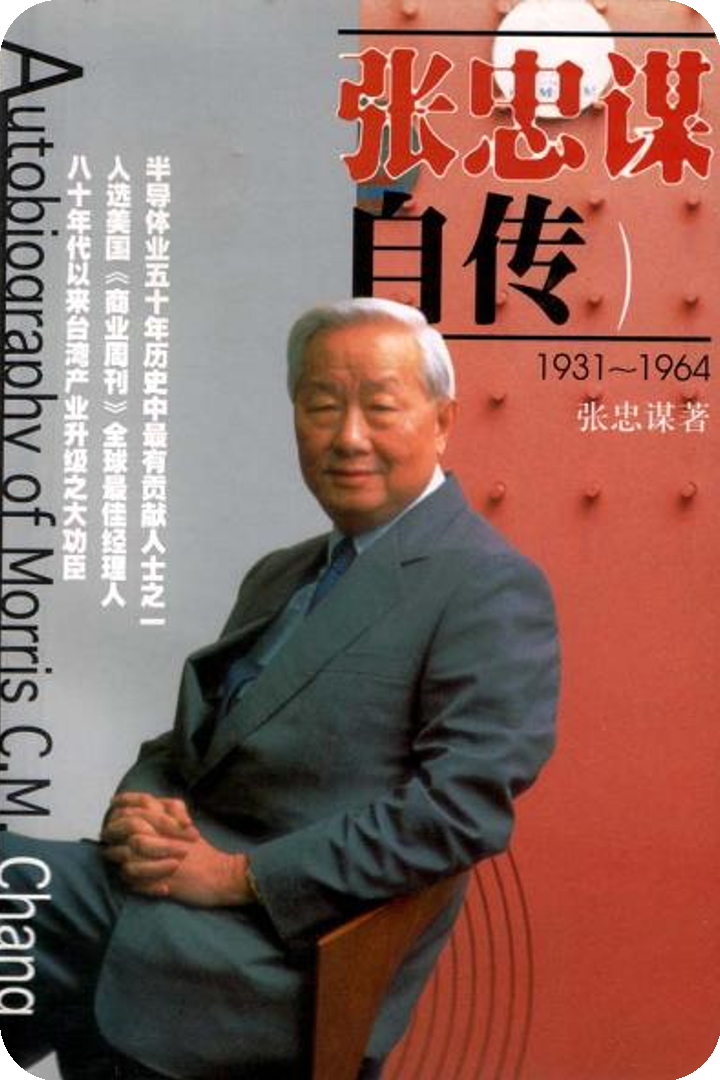 张忠谋
自传
1931～1964
张忠谋著
半导体业五十年历史中最有贡献人士之一
入选美国《商业周刊》全球最佳经理人
八十年代以来台湾产业升级之大功臣
Autobiography of Morris C.M. Chang